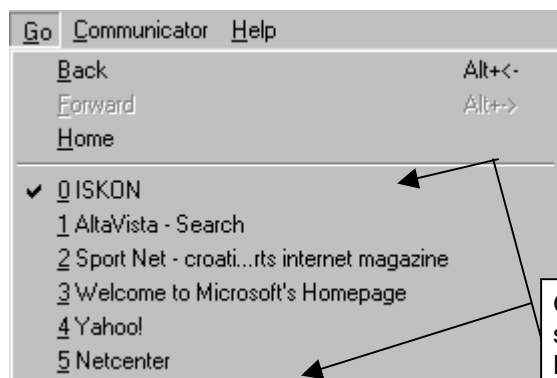 Go Communicator Help
Back Alt+<-
Forward Alt+->
Home
✔ 0 ISKON
1 AltaVista - Search
2 Sport Net - croati...rts internet magazine
3 Welcome to Microsoft's Homepage
4 Yahoo!
5 Netcenter